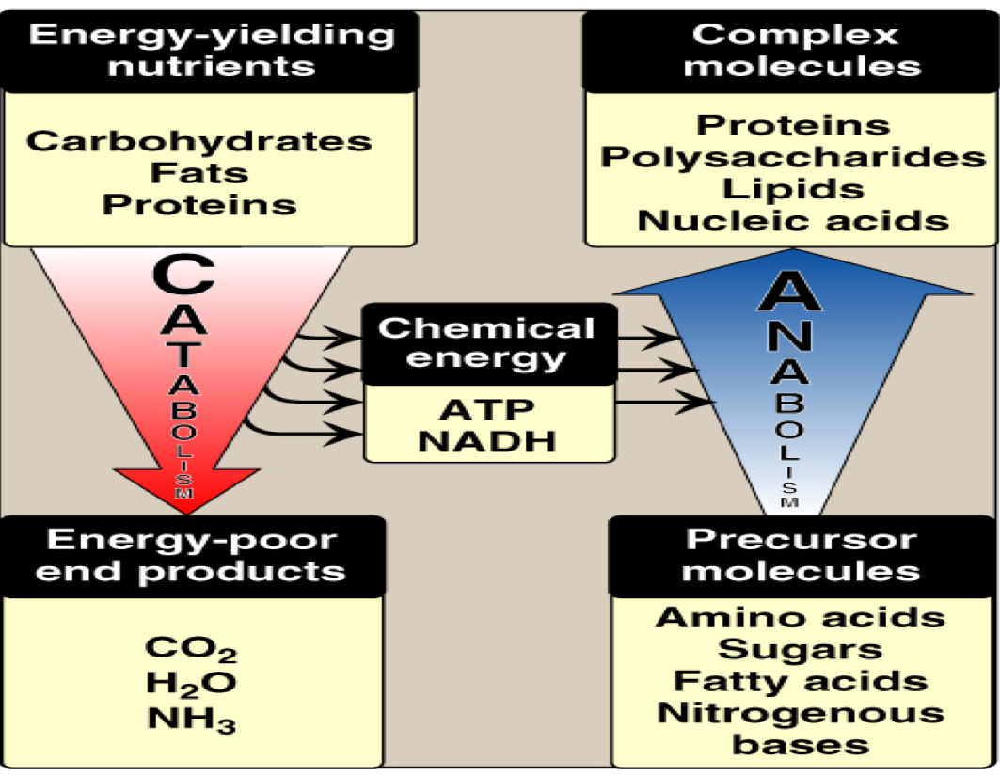 Energy-yielding
nutrients
Carbohydrates
Fats
Proteins
CATABOLISM
Energy-poor
end products
CO₂
H₂O
NH₃
Chemical
energy
ATP
NADH
Complex
molecules
Proteins
Polysaccharides
Lipids
Nucleic acids
ANABOLISM
Precursor
molecules
Amino acids
Sugars
Fatty acids
Nitrogenous
bases